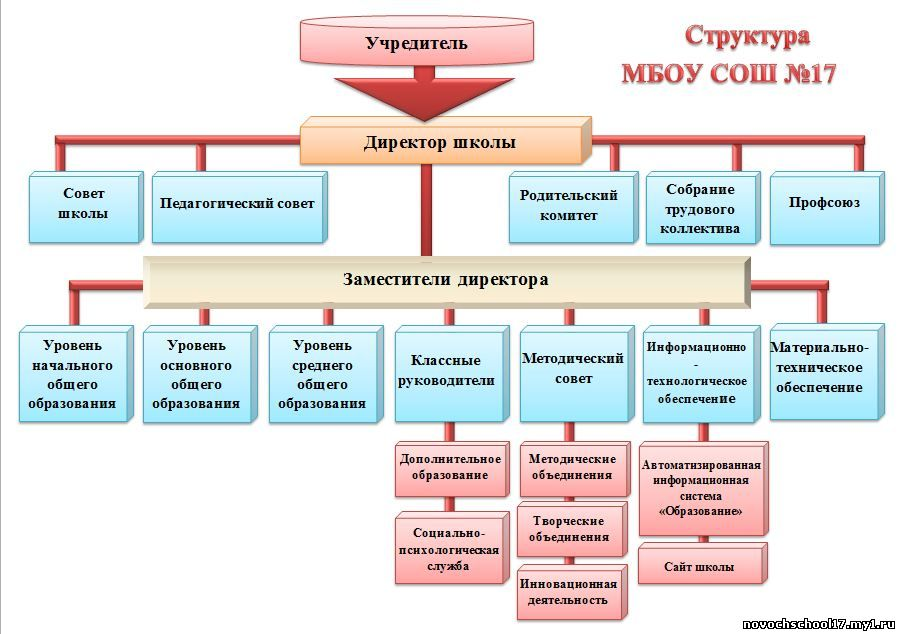 Учредитель
Структура
МБОУ СОШ №17
Директор школы
Совет
школы
Педагогический совет
Родительский
комитет
Собрание
трудового
коллектива
Профсоюз
Заместители директора
Уровень
начального
общего
образования
Уровень
основного
общего
образования
Уровень
среднего
общего
образования
Классные
руководители
Методический
совет
Информационно
-
технологическое
обеспечение
Материально-
техническое
обеспечение
Дополнительное
образование
Социально-
психологическая
служба
Методические
объединения
Творческие
объединения
Инновационная
деятельность
Автоматизированная
информационная
система
«Образование»
Сайт школы
novochschool17.my1.ru